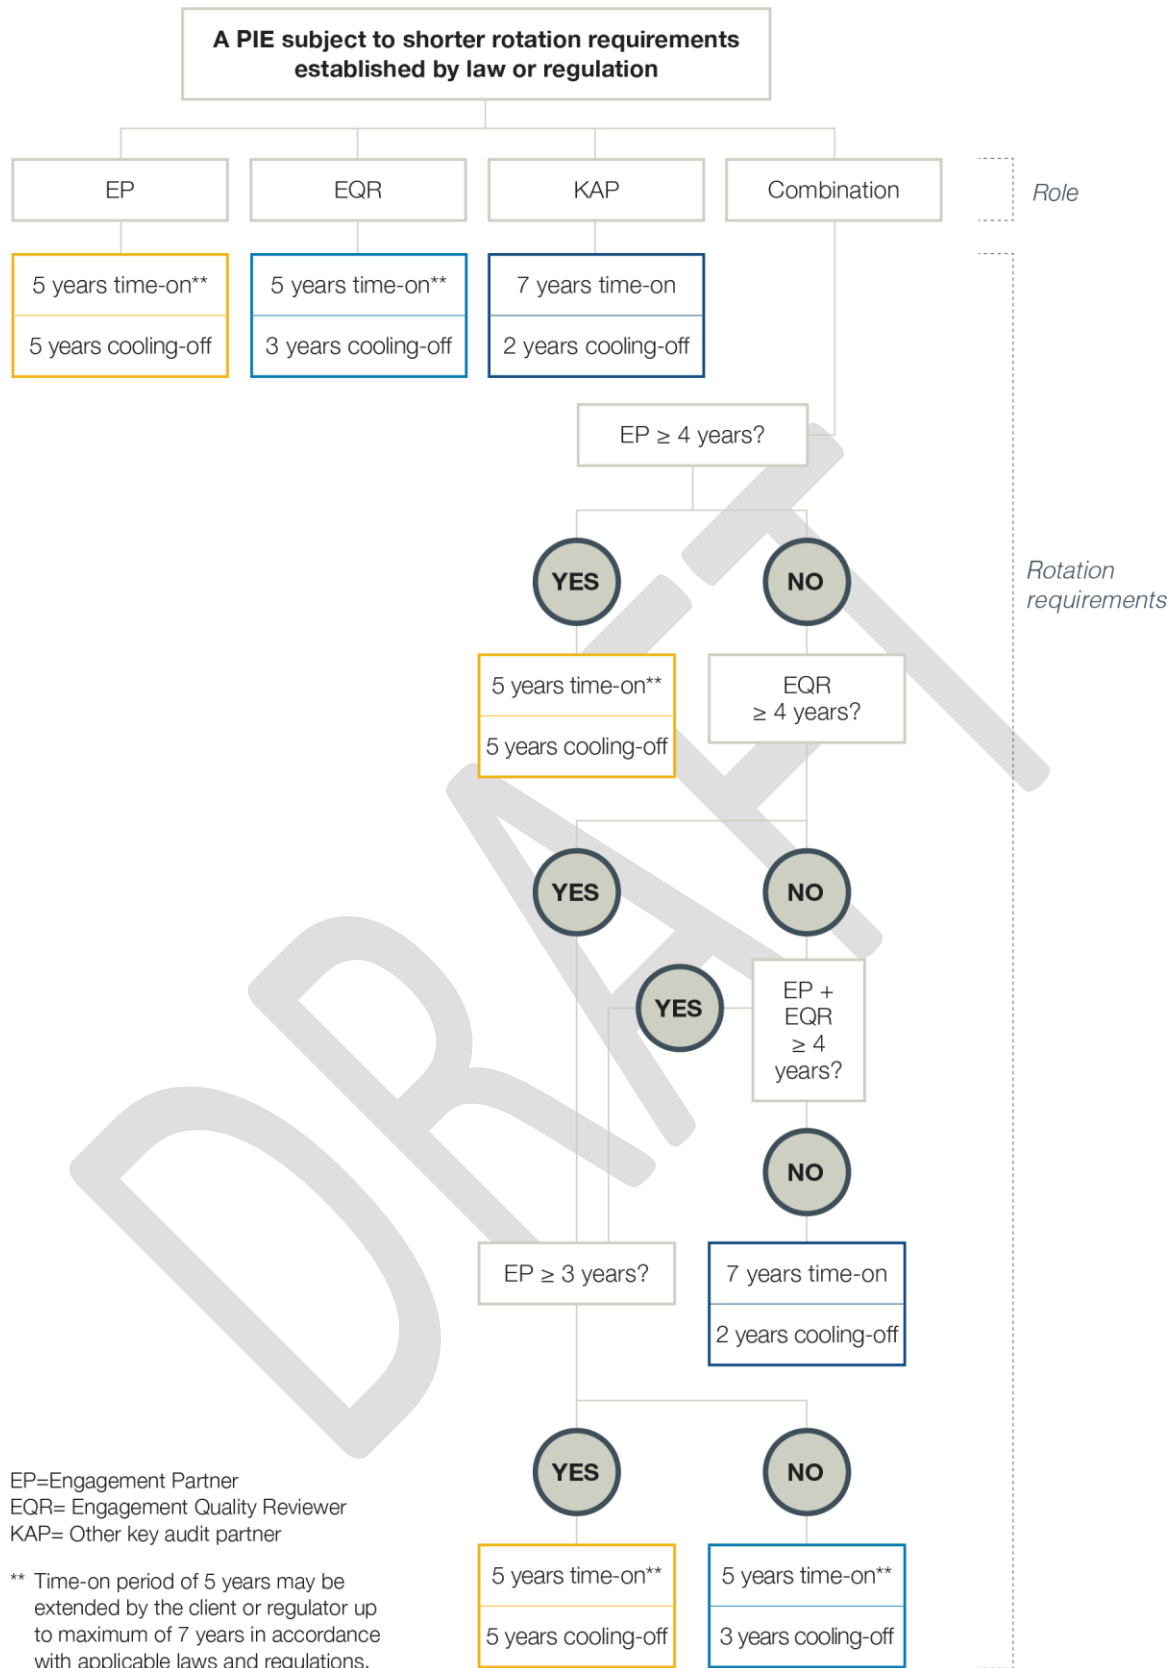 A PIE subject to shorter rotation requirements
established by law or regulation
EP
EQR
KAP
Combination
Role
5 years time-on**
5 years cooling-off
5 years time-on**
3 years cooling-off
7 years time-on
2 years cooling-off
EP ≥ 4 years?
YES
NO
Rotation
requirements
5 years time-on**
5 years cooling-off
EQR
≥ 4 years?
YES
NO
YES
EP +
EQR
≥ 4
years?
NO
EP ≥ 3 years?
7 years time-on
2 years cooling-off
YES
NO
5 years time-on**
5 years cooling-off
5 years time-on**
3 years cooling-off
EP=Engagement Partner
EQR= Engagement Quality Reviewer
KAP= Other key audit partner
** Time-on period of 5 years may be
extended by the client or regulator up
to maximum of 7 years in accordance
with applicable laws and regulations.
DRAFT